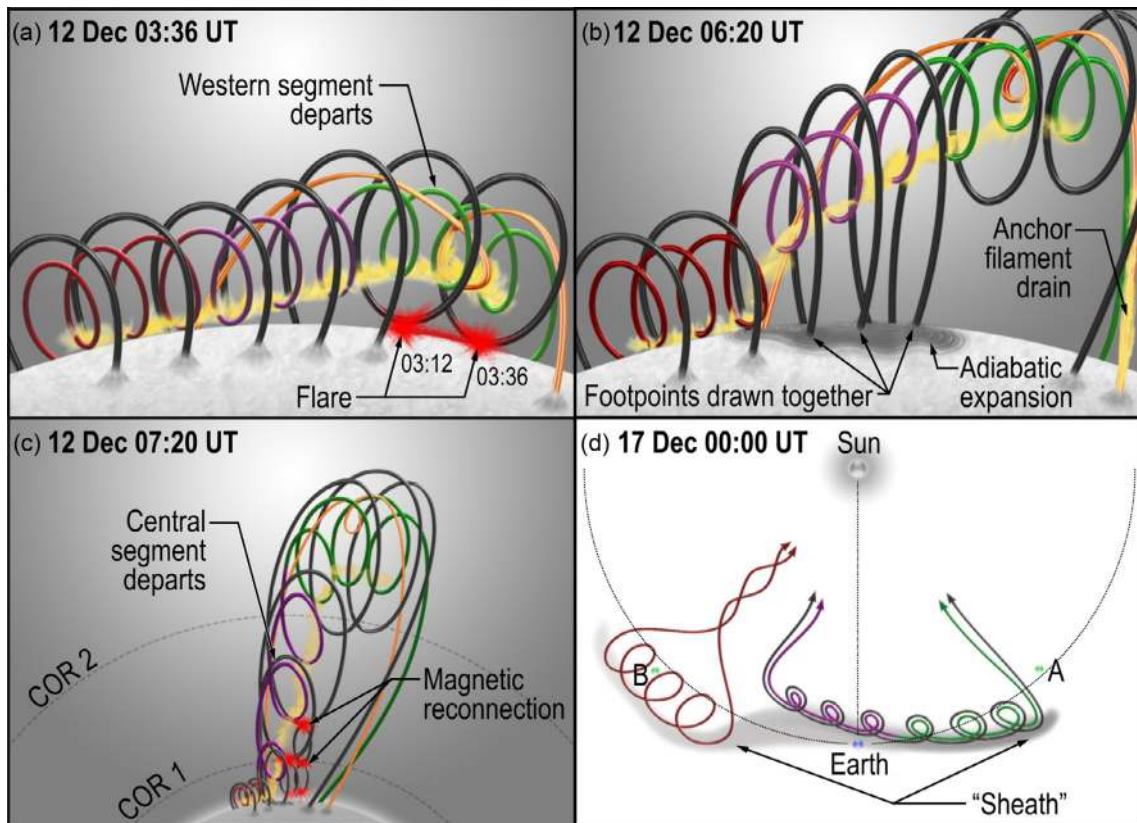 (a) 12 Dec 03:36 UT
Western segment
departs
03:12
03:36
Flare
(b) 12 Dec 06:20 UT
Anchor
filament
drain
Footpoints drawn together
Adiabatic
expansion
(c) 12 Dec 07:20 UT
Central
segment
departs
Magnetic
reconnection
COR 2
COR 1
(d) 17 Dec 00:00 UT
Sun
B
A
Earth
“Sheath”